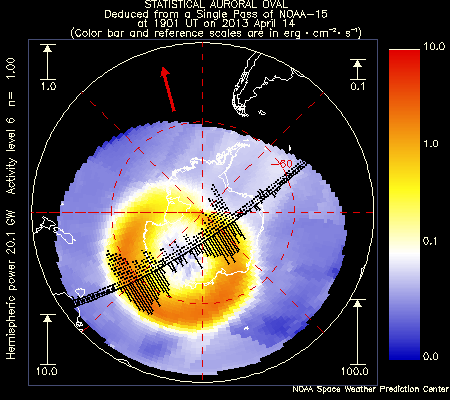 STATISTICAL AURORAL OVAL
Deduced from a Single Pass of NOAA-15
at 1901 UT on 2013 April 14
(Color bar and reference scales are in erg · cm⁻² · s⁻¹)
10.0
1.0
0.1
0.0
1.0
0.1
10.0
100.0
-60
Hemispheric power 20.1 GW Activity level 6 n= 1.00
NOAA Space Weather Prediction Center